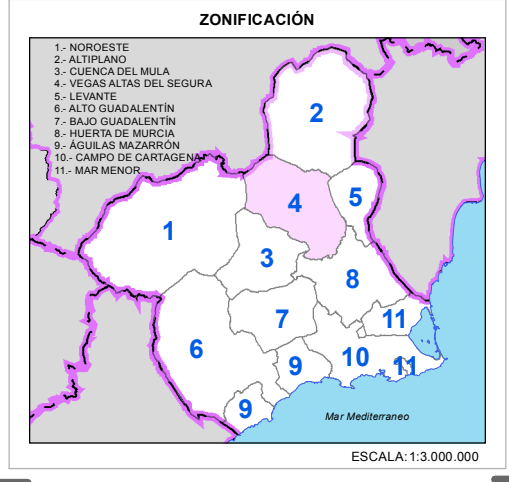 ZONIFICACIÓN
1.- NOROESTE
2.- ALTIPLANO
3.- CUENCA DEL MULA
4.- VEGAS ALTAS DEL SEGURA
5.- LEVANTE
6.- ALTO GUADALENTÍN
7.- BAJO GUADALENTÍN
8.- HUERTA DE MURCIA
9.- ÁGUILAS MAZARRÓN
10.- CAMPO DE CARTAGENA
11.- MAR MENOR
2
5
4
1
3
8
7
11
6
9
10
11
9
Mar Mediterraneo
ESCALA: 1:3.000.000